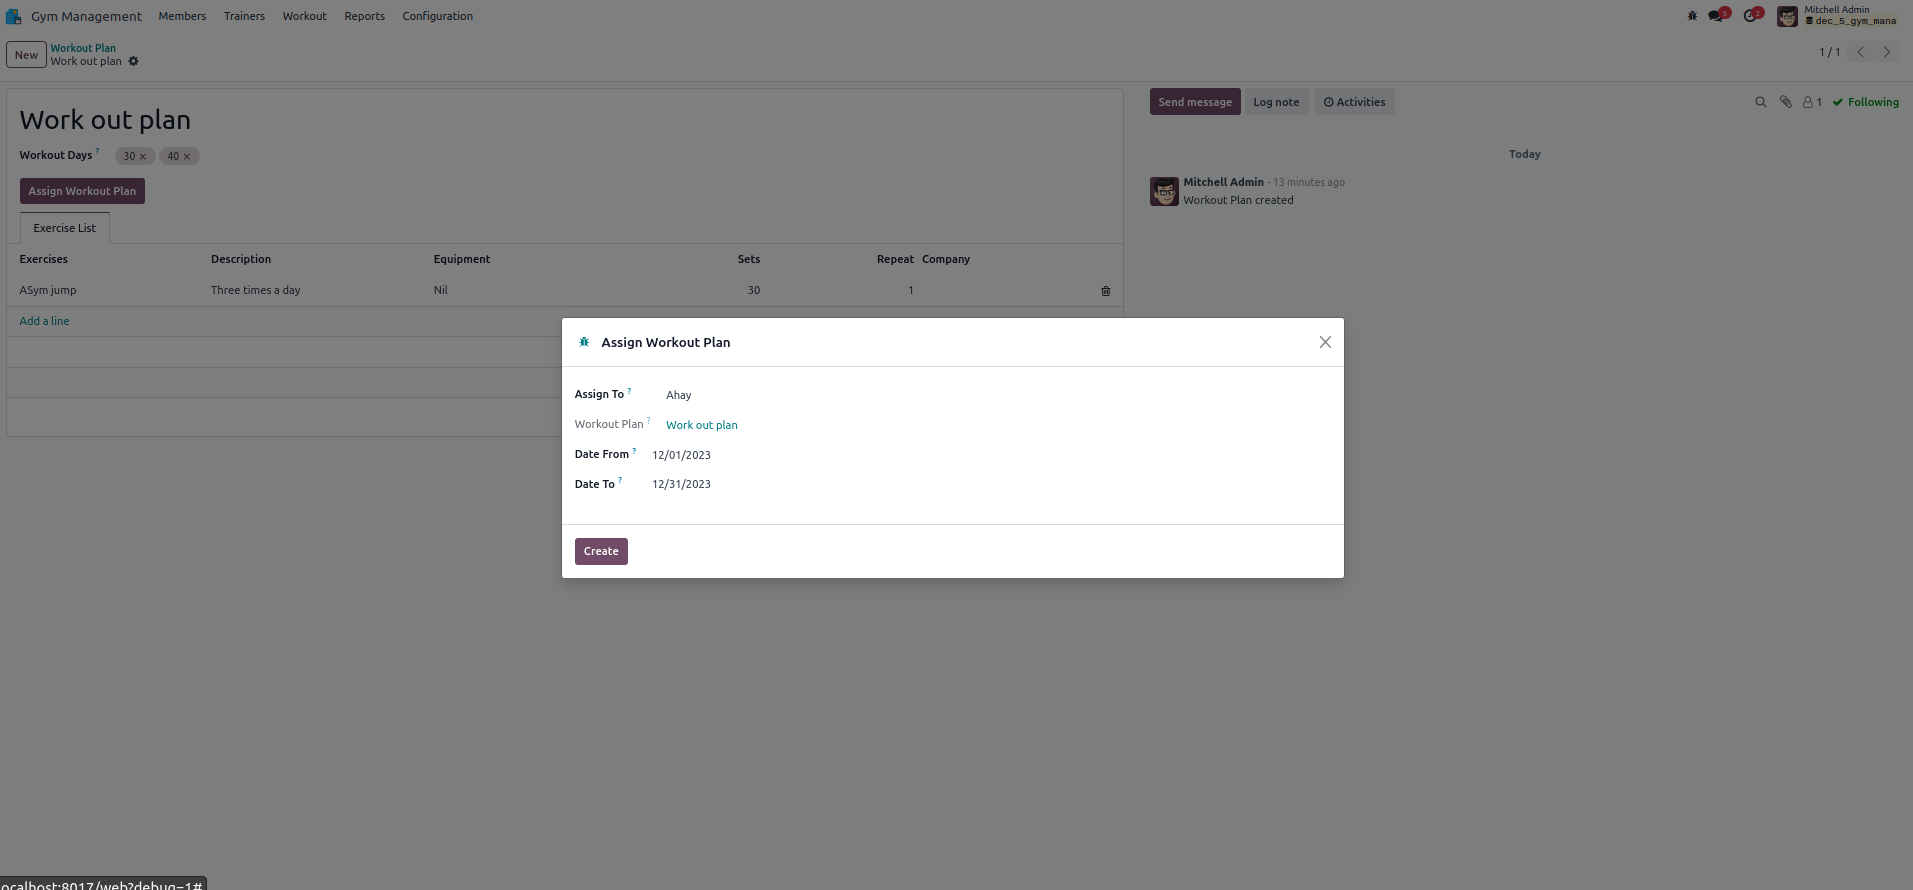 Gym Management Members Trainers Workout Reports Configuration
5 2 Mitchell Admin
dec_5_gym_mana
New Workout Plan
Work out plan
1 / 1
Work out plan
Workout Days ? 30 × 40 ×
Assign Workout Plan
Exercise List
Exercises Description Equipment Sets Repeat Company
ASym jump Three times a day Nil 30 1
Add a line
Send message Log note Activities 1 Following
Today
Mitchell Admin - 13 minutes ago
Workout Plan created
Assign Workout Plan
Assign To ? Ahay
Workout Plan ? Work out plan
Date From ? 12/01/2023
Date To ? 12/31/2023
Create
ocalhost:8017/web?debug=1#